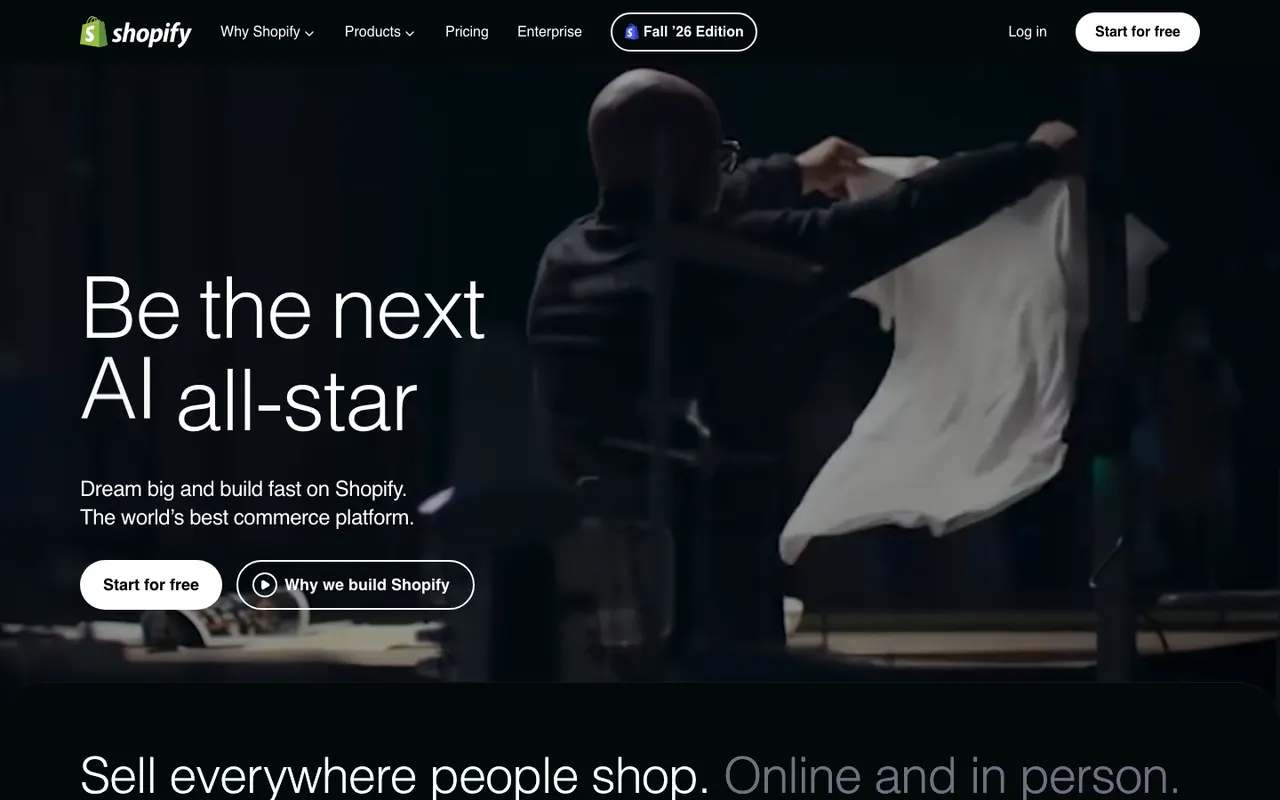 shopify
Why Shopify
Products
Pricing
Enterprise
Fall ’26 Edition
Log in
Start for free
Be the next
AI all-star
Dream big and build fast on Shopify.
The world’s best commerce platform.
Start for free
Why we build Shopify
Sell everywhere people shop. Online and in person.